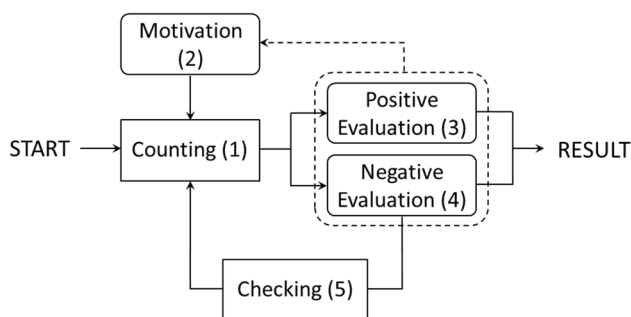 Motivation
(2)
START
Counting (1)
Positive
Evaluation (3)
Negative
Evaluation (4)
RESULT
Checking (5)